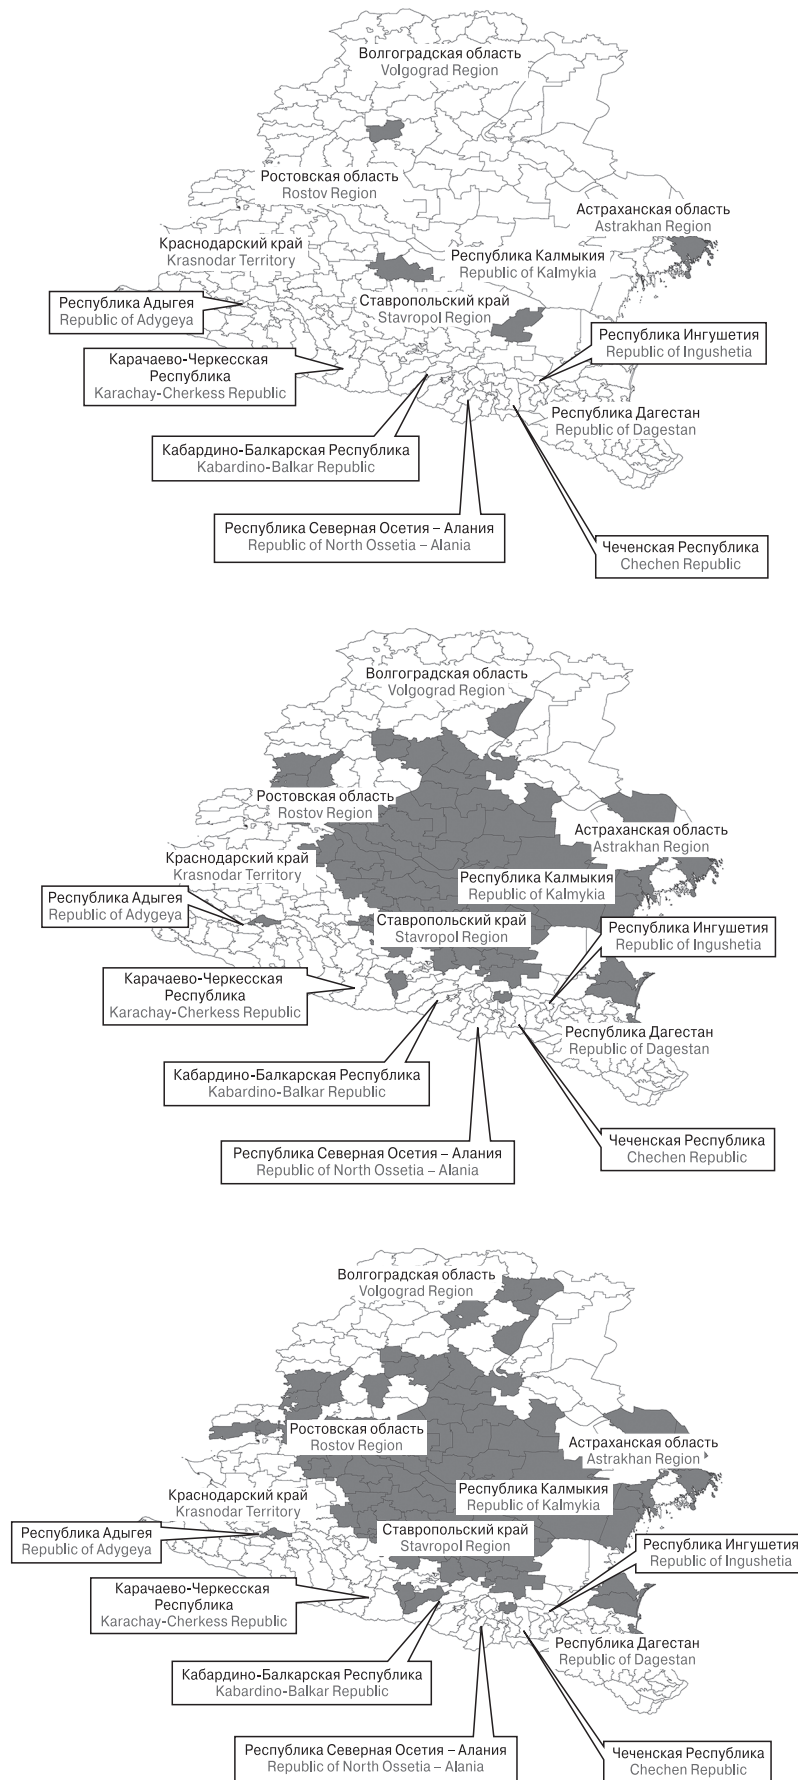 Волгоградская область
Volgograd Region
Ростовская область
Rostov Region
Астраханская область
Astrakhan Region
Краснодарский край
Krasnodar Territory
Республика Калмыкия
Republic of Kalmykia
Республика Адыгея
Republic of Adygeya
Ставропольский край
Stavropol Region
Республика Ингушетия
Republic of Ingushetia
Карачаево-Черкесская
Республика
Karachay-Cherkess Republic
Республика Дагестан
Republic of Dagestan
Кабардино-Балкарская Республика
Kabardino-Balkar Republic
Республика Северная Осетия – Алания
Republic of North Ossetia – Alania
Чеченская Республика
Chechen Republic
Волгоградская область
Volgograd Region
Ростовская область
Rostov Region
Астраханская область
Astrakhan Region
Краснодарский край
Krasnodar Territory
Республика Калмыкия
Republic of Kalmykia
Республика Адыгея
Republic of Adygeya
Ставропольский край
Stavropol Region
Республика Ингушетия
Republic of Ingushetia
Карачаево-Черкесская
Республика
Karachay-Cherkess Republic
Республика Дагестан
Republic of Dagestan
Кабардино-Балкарская Республика
Kabardino-Balkar Republic
Республика Северная Осетия – Алания
Republic of North Ossetia – Alania
Чеченская Республика
Chechen Republic
Волгоградская область
Volgograd Region
Ростовская область
Rostov Region
Астраханская область
Astrakhan Region
Краснодарский край
Krasnodar Territory
Республика Калмыкия
Republic of Kalmykia
Республика Адыгея
Republic of Adygeya
Ставропольский край
Stavropol Region
Республика Ингушетия
Republic of Ingushetia
Карачаево-Черкесская
Республика
Karachay-Cherkess Republic
Республика Дагестан
Republic of Dagestan
Кабардино-Балкарская Республика
Kabardino-Balkar Republic
Республика Северная Осетия – Алания
Republic of North Ossetia – Alania
Чеченская Республика
Chechen Republic